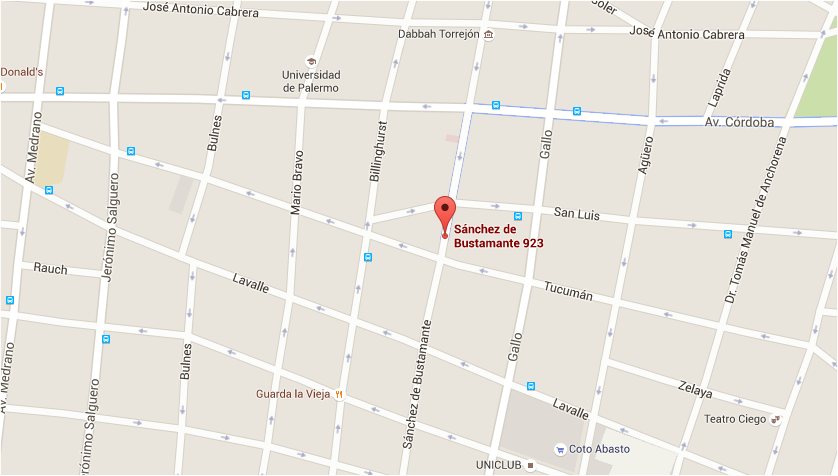 José Antonio Cabrera
Soler
Dabbah Torrejón
José Antonio Cabrera
Donald's
Universidad
de Palermo
Laprida
Av. Medrano
Bulnes
Billinghurst
Gallo
Av. Córdoba
Agüero
Mario Bravo
Jerónimo Salguero
Dr. Tomás Manuel de Anchorena
San Luis
Sánchez de
Bustamante 923
Rauch
Lavalle
Tucumán
Av. Medrano
Bulnes
Sánchez de Bustamante
Gallo
Zelaya
Guarda la Vieja
Jerónimo Salguero
Lavalle
Teatro Ciego
Coto Abasto
UNICLUB